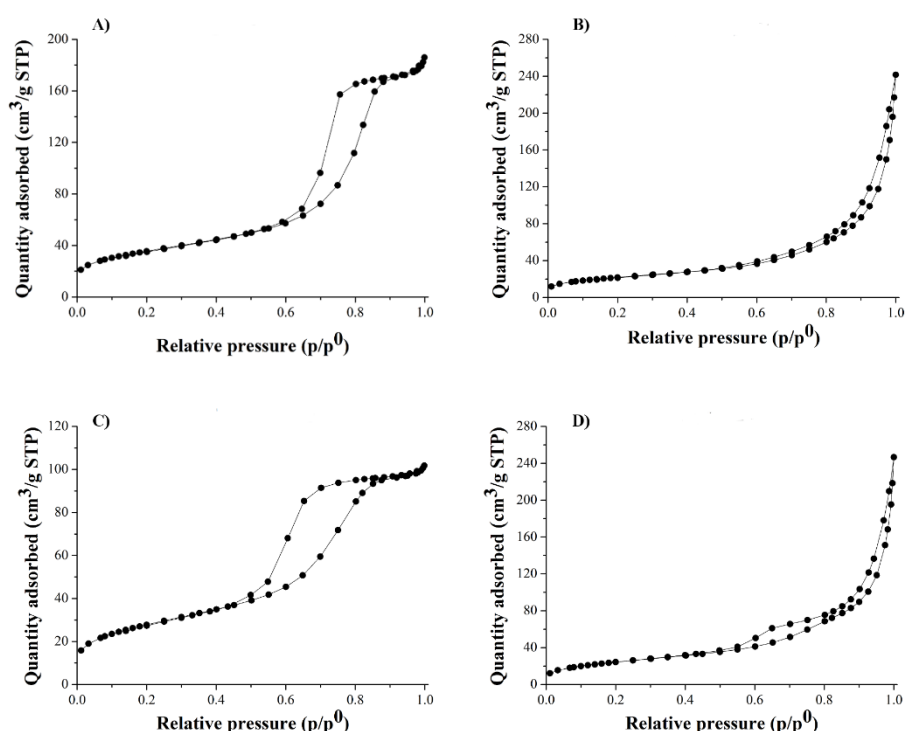 A)
Quantity adsorbed (cm³/g STP)
200
160
120
80
40
0
0.0 0.2 0.4 0.6 0.8 1.0
Relative pressure (p/p⁰)
B)
Quantity adsorbed (cm³/g STP)
280
240
200
160
120
80
40
0
0.0 0.2 0.4 0.6 0.8 1.0
Relative pressure (p/p⁰)
C)
Quantity adsorbed (cm³/g STP)
120
100
80
60
40
20
0
0.0 0.2 0.4 0.6 0.8 1.0
Relative pressure (p/p⁰)
D)
Quantity adsorbed (cm³/g STP)
280
240
200
160
120
80
40
0
0.0 0.2 0.4 0.6 0.8 1.0
Relative pressure (p/p⁰)